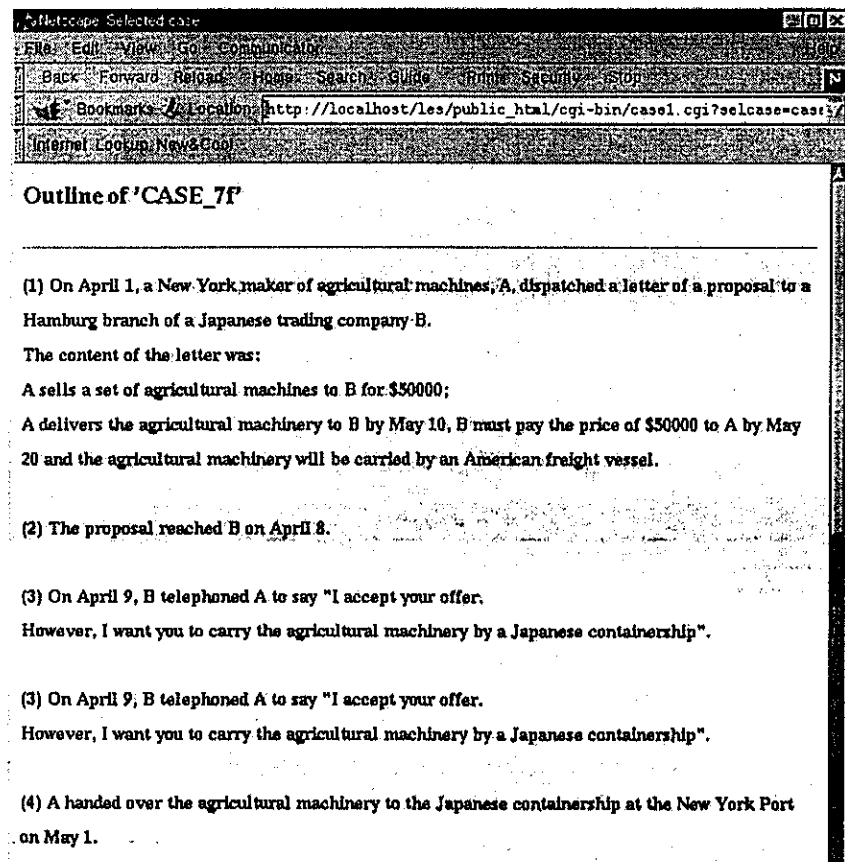 Netscape: Selected case
File Edit View Go Communicator Help
Back Forward Reload Home Search Guide Print Security Stop
Bookmarks Location: http://localhost/les/public_html/cgi-bin/case1.cgi?selcase=case
Internet Lookup New&Cool
Outline of 'CASE_7f'
(1) On April 1, a New York maker of agricultural machines, A, dispatched a letter of a proposal to a
Hamburg branch of a Japanese trading company B.
The content of the letter was:
A sells a set of agricultural machines to B for $50000;
A delivers the agricultural machinery to B by May 10, B must pay the price of $50000 to A by May
20 and the agricultural machinery will be carried by an American freight vessel.
(2) The proposal reached B on April 8.
(3) On April 9, B telephoned A to say "I accept your offer.
However, I want you to carry the agricultural machinery by a Japanese containership".
(3) On April 9, B telephoned A to say "I accept your offer.
However, I want you to carry the agricultural machinery by a Japanese containership".
(4) A handed over the agricultural machinery to the Japanese containership at the New York Port
on May 1.